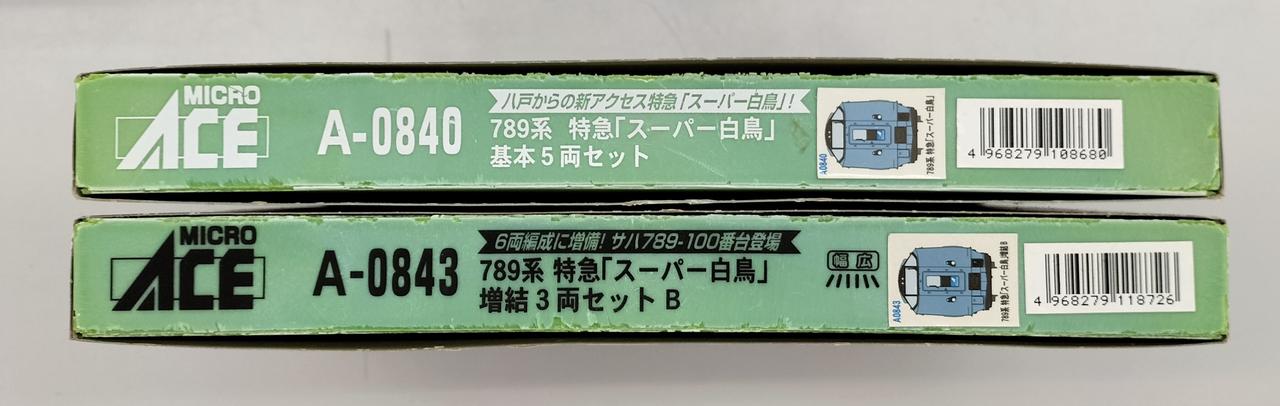 MICRO
ACE
A-0840
八戸からの新アクセス特急「スーパー白鳥」!
789系 特急「スーパー白鳥」
基本5両セット
A0840
789系 特急「スーパー白鳥」
4 968279 108680
MICRO
ACE
A-0843
6両編成に増備! サハ789-100番台登場
789系 特急「スーパー白鳥」
増結3両セットB
幅広
A0843
789系 特急「スーパー白鳥」増結B
4 968279 118726